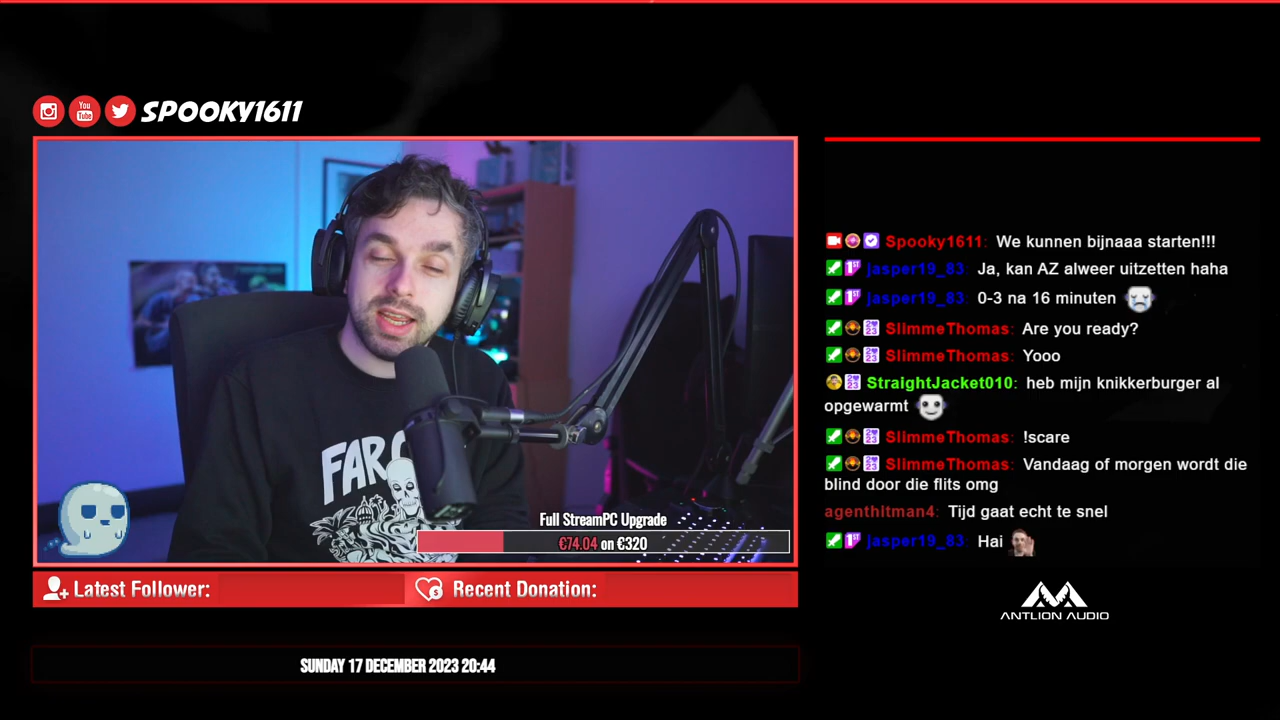 SPOOKY1611
You
Tube
Spooky1611: We kunnen bijnaaa starten!!!
jasper19_83: Ja, kan AZ alweer uitzetten haha
jasper19_83: 0-3 na 16 minuten
SlimmeThomas: Are you ready?
SlimmeThomas: Yooo
StraightJacket010: heb mijn knikkerburger al
opgewarmt
SlimmeThomas: !scare
SlimmeThomas: Vandaag of morgen wordt die
blind door die flits omg
agenthitman4: Tijd gaat echt te snel
jasper19_83: Hai
FAR C
Full StreamPC Upgrade
€74.04 on €320
Latest Follower:
Recent Donation:
ANTLION AUDIO
SUNDAY 17 DECEMBER 2023 20:44